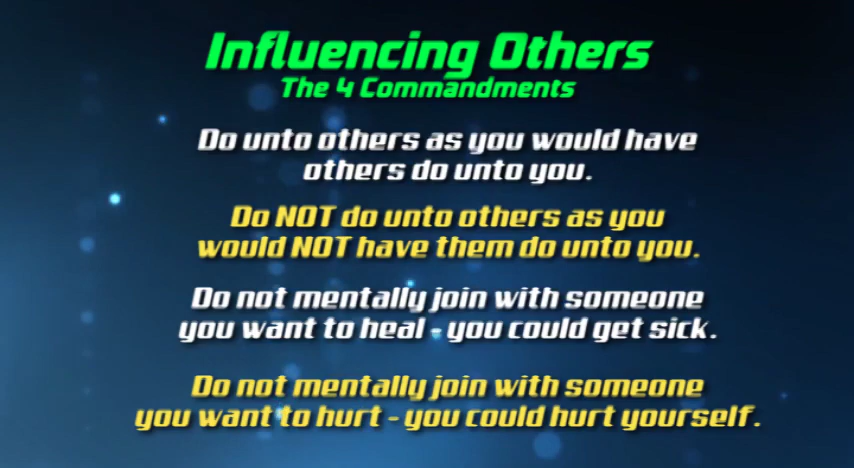 Influencing Others
The 4 Commandments
Do unto others as you would have
others do unto you.
Do NOT do unto others as you
would NOT have them do unto you.
Do not mentally join with someone
you want to heal - you could get sick.
Do not mentally join with someone
you want to hurt - you could hurt yourself.